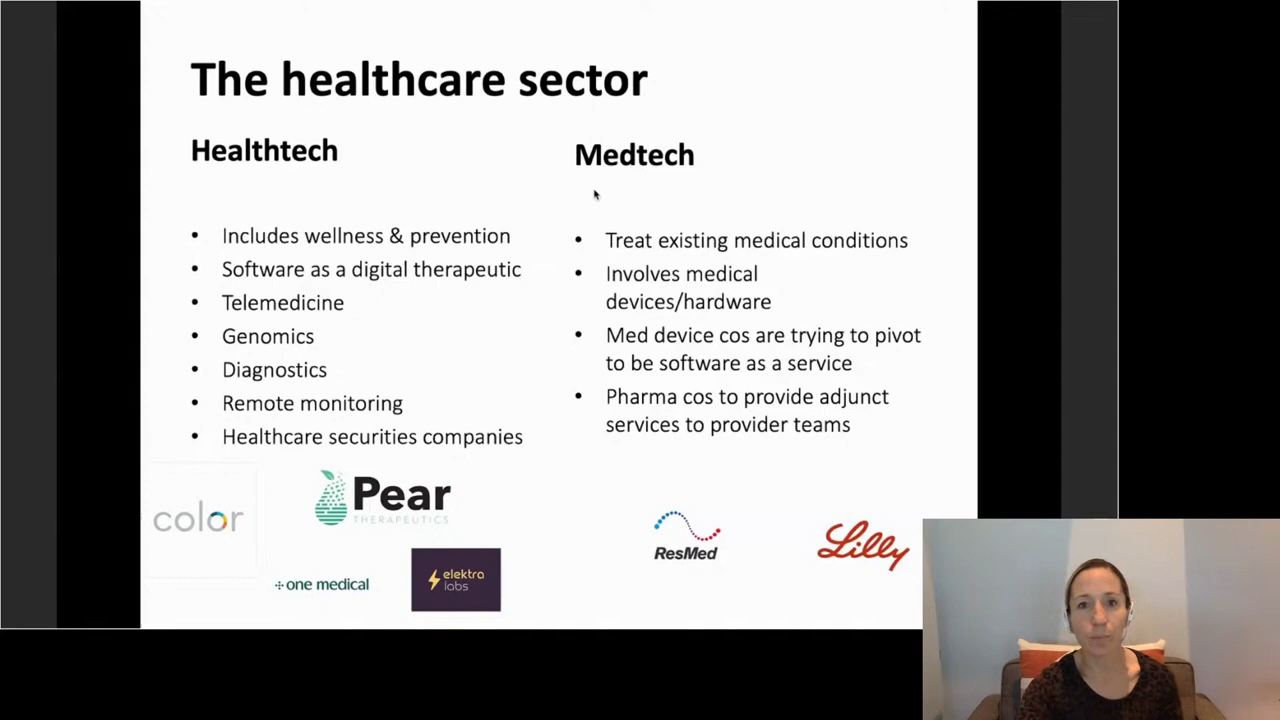 The healthcare sector
Healthtech
• Includes wellness & prevention
• Software as a digital therapeutic
• Telemedicine
• Genomics
• Diagnostics
• Remote monitoring
• Healthcare securities companies
Medtech
• Treat existing medical conditions
• Involves medical
devices/hardware
• Med device cos are trying to pivot
to be software as a service
• Pharma cos to provide adjunct
services to provider teams
color
Pear
THERAPEUTICS
one medical
elektra
labs
ResMed
Lilly